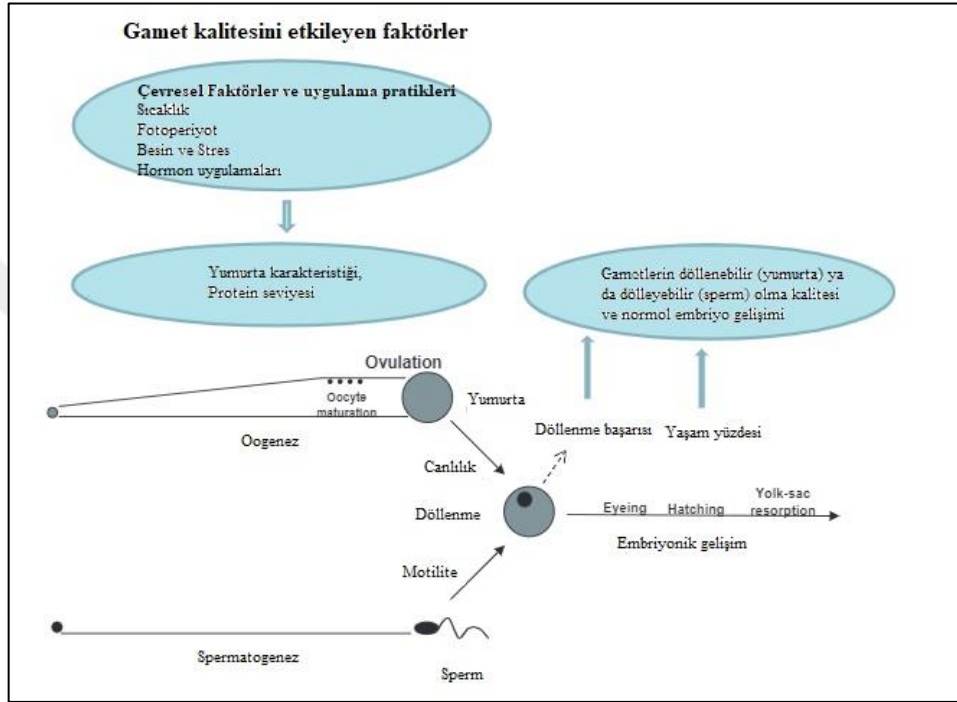 Gamet kalitesini etkileyen faktörler
Çevresel Faktörler ve uygulama pratikleri
Sıcaklık
Fotoperiyot
Besin ve Stres
Hormon uygulamaları
Yumurta karakteristiği,
Protein seviyesi
Gamotlerin döllenebilir (yumurta) ya
da dölleyebilir (sperm) olma kalitesi
ve normol embriyo gelişimi
Ovulation
Oocyte
maturation
Yumurta
Oogenez
Döllenme başarısı
Yaşam yüzdesi
Canlılık
Döllenme
Eyeing
Hatching
Yolk-sac
resorption
Embriyonik gelişim
Motilite
Spermatogenez
Sperm